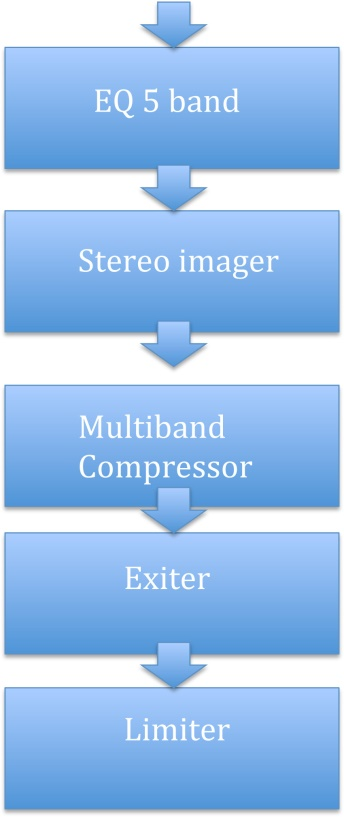 EQ 5 band
Stereo imager
Multiband
Compressor
Exiter
Limiter